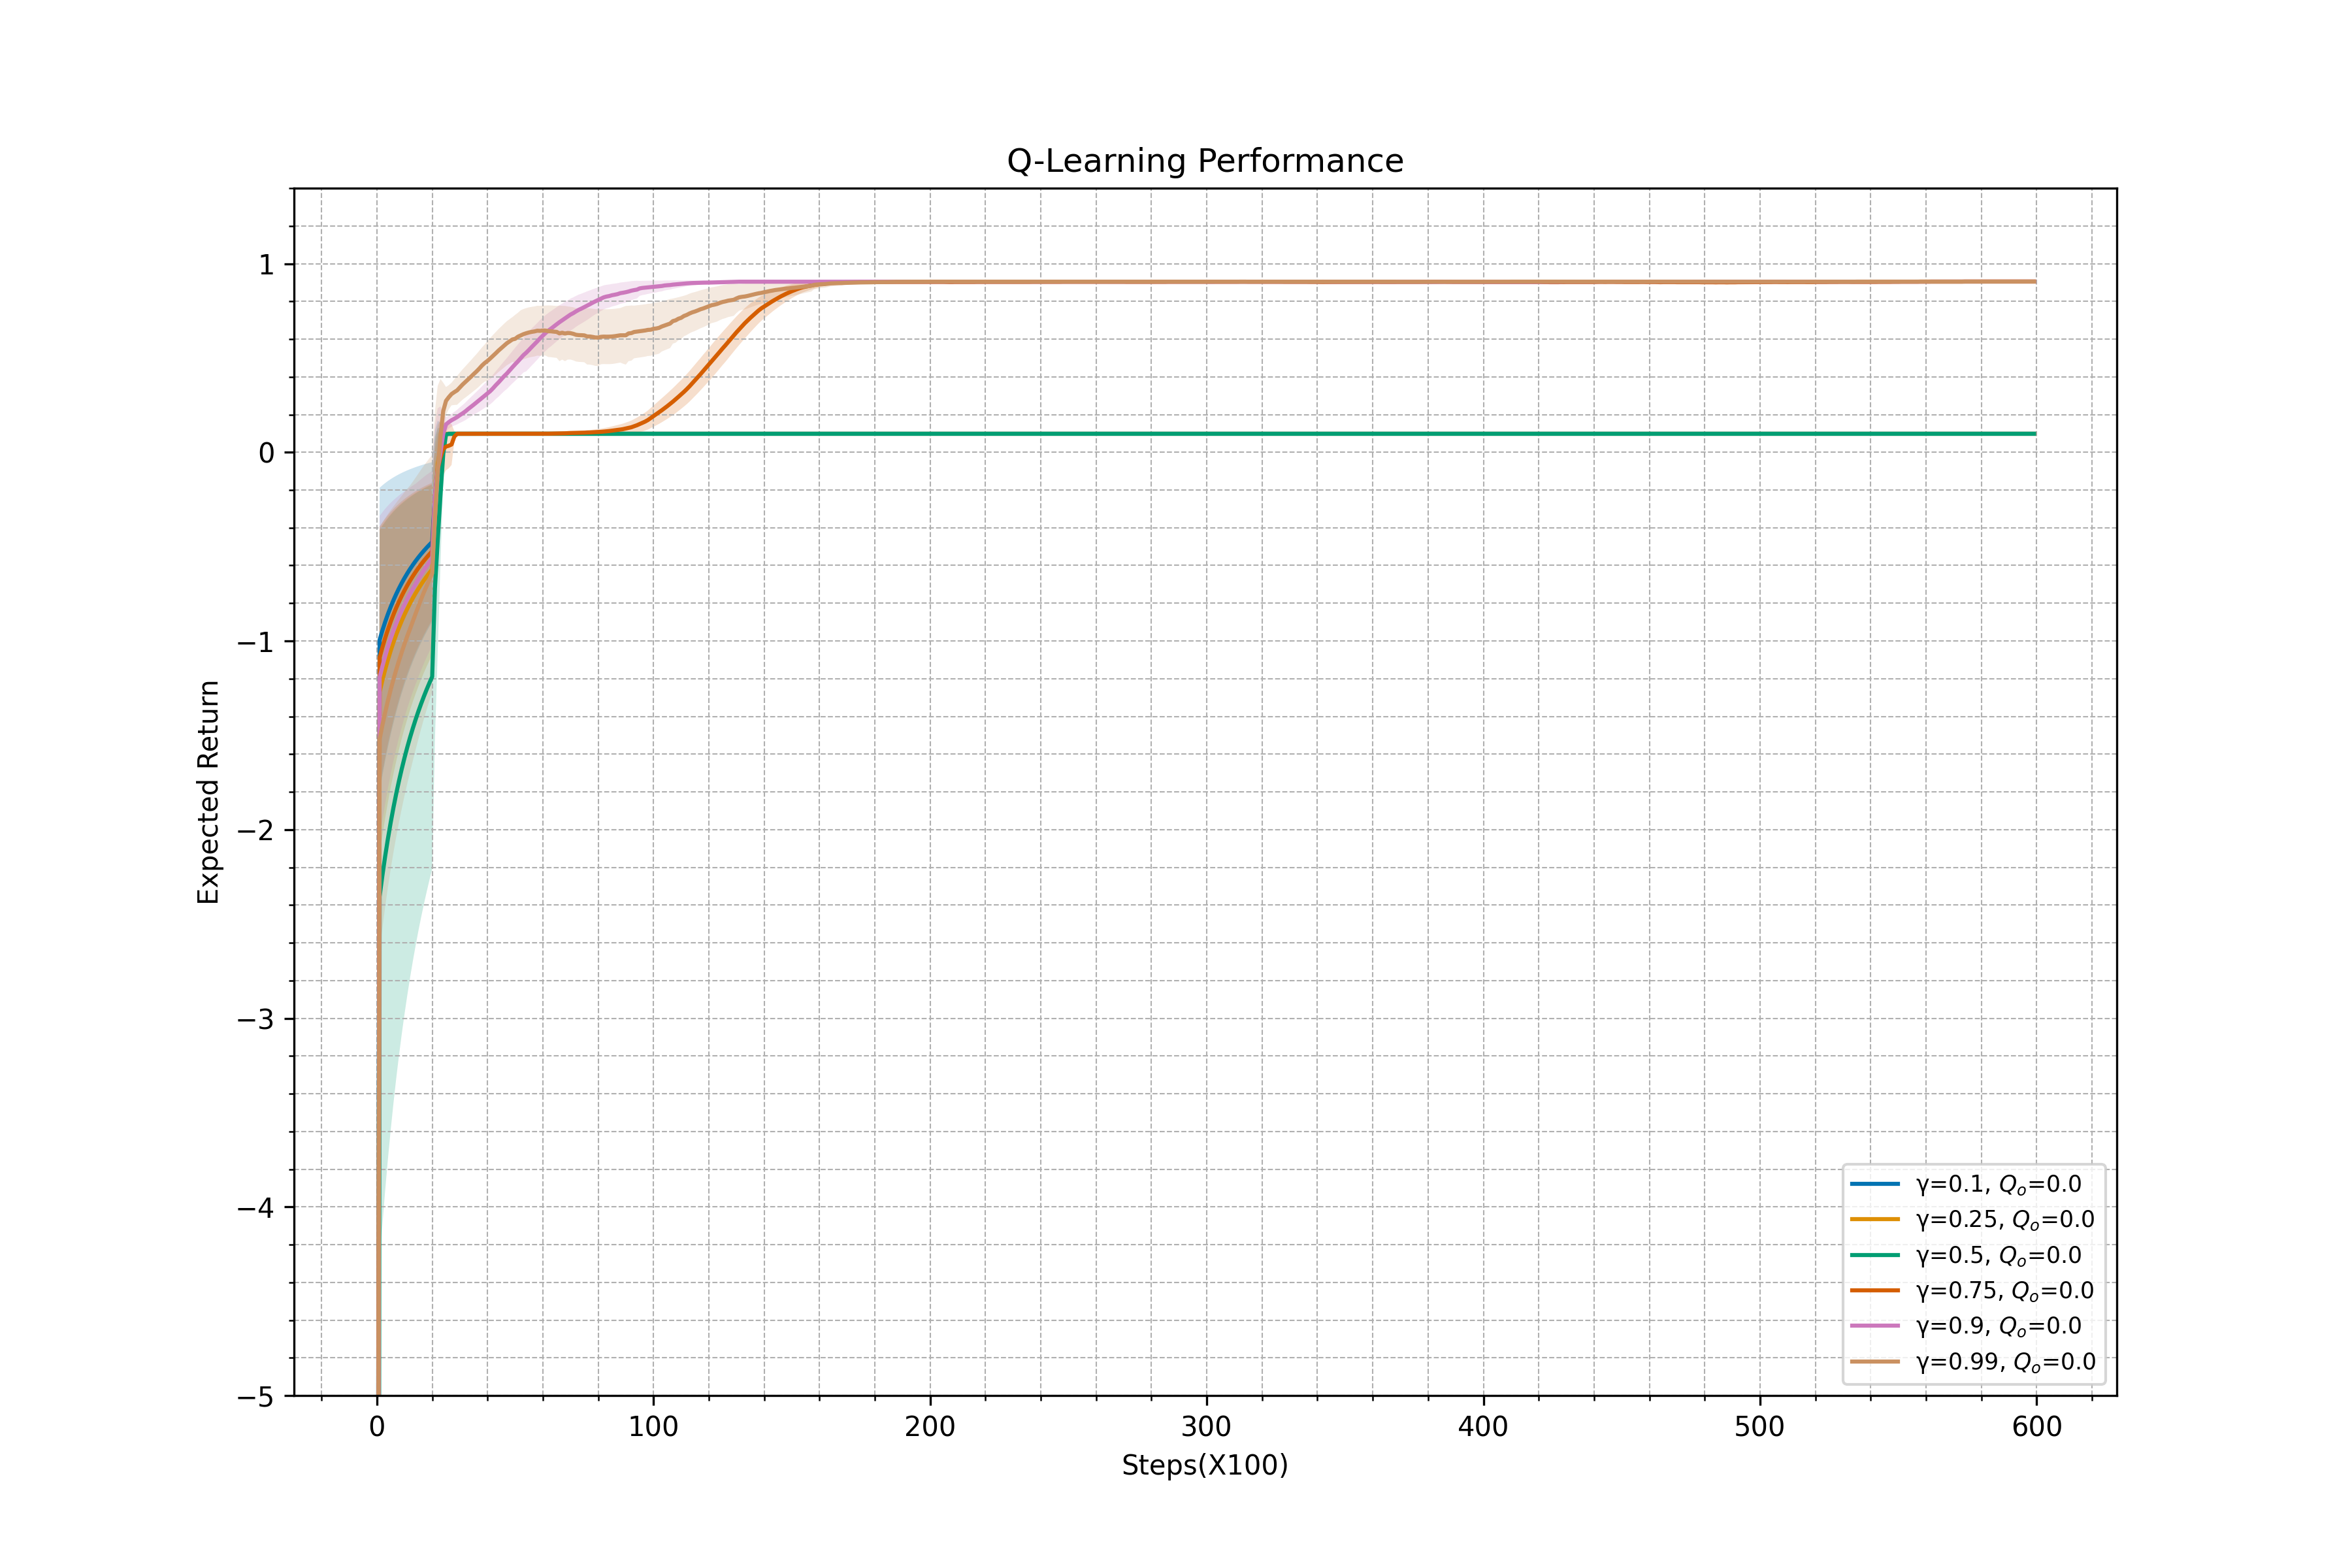 Q-Learning Performance
Expected Return
1
0
−1
−2
−3
−4
−5
0 100 200 300 400 500 600
Steps(X100)
γ=0.1, Qₒ=0.0
γ=0.25, Qₒ=0.0
γ=0.5, Qₒ=0.0
γ=0.75, Qₒ=0.0
γ=0.9, Qₒ=0.0
γ=0.99, Qₒ=0.0